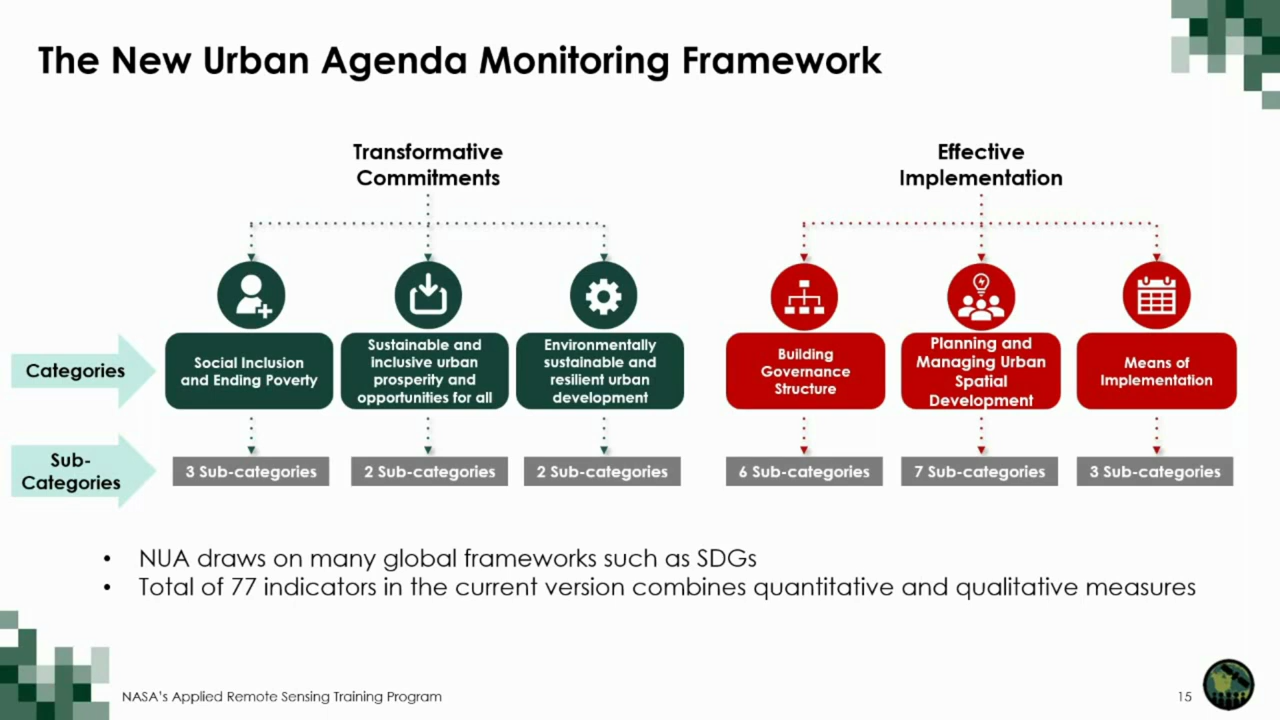 The New Urban Agenda Monitoring Framework
Transformative
Commitments
Effective
Implementation
Categories
Social Inclusion
and Ending Poverty
Sustainable and
inclusive urban
prosperity and
opportunities for all
Environmentally
sustainable and
resilient urban
development
Building
Governance
Structure
Planning and
Managing Urban
Spatial
Development
Means of
Implementation
Sub-
Categories
3 Sub-categories
2 Sub-categories
2 Sub-categories
6 Sub-categories
7 Sub-categories
3 Sub-categories
• NUA draws on many global frameworks such as SDGs
• Total of 77 indicators in the current version combines quantitative and qualitative measures
NASA's Applied Remote Sensing Training Program
15